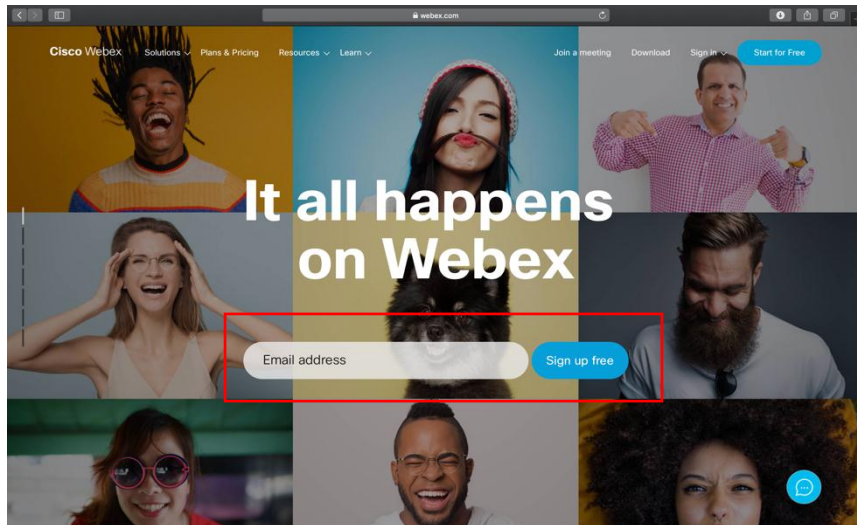 webex.com
Cisco Webex Solutions Plans & Pricing Resources Learn Join a meeting Download Sign in Start for Free
It all happens
on Webex
Email address Sign up free